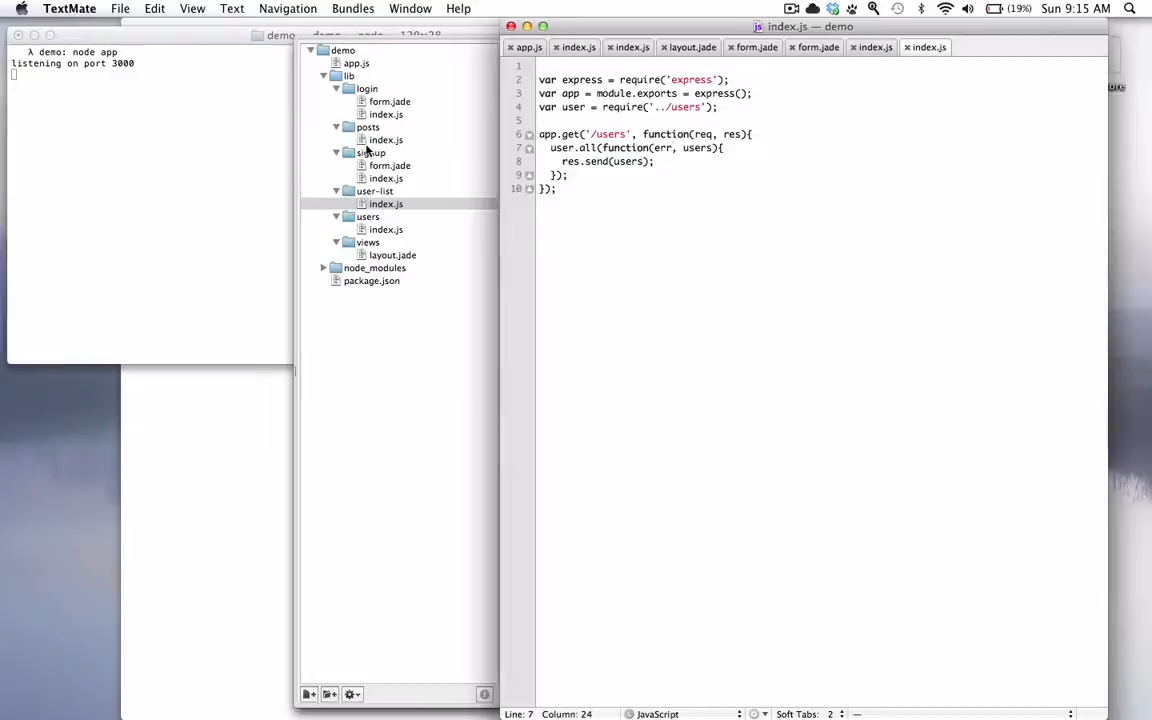 TextMate File Edit View Text Navigation Bundles Window Help (19%) Sun 9:15 AM
demo
λ demo: node app
listening on port 3000
demo
app.js
lib
login
form.jade
index.js
posts
index.js
form.jade
index.js
user-list
index.js
users
index.js
views
layout.jade
node_modules
package.json
index.js — demo
app.js index.js index.js layout.jade form.jade form.jade index.js index.js
1
2 var express = require('express');
3 var app = module.exports = express();
4 var user = require('../users');
5
6 app.get('/users', function(req, res){
7 user.all(function(err, users){
8 res.send(users);
9 });
10 });
Line: 7 Column: 24 JavaScript Soft Tabs: 2 —